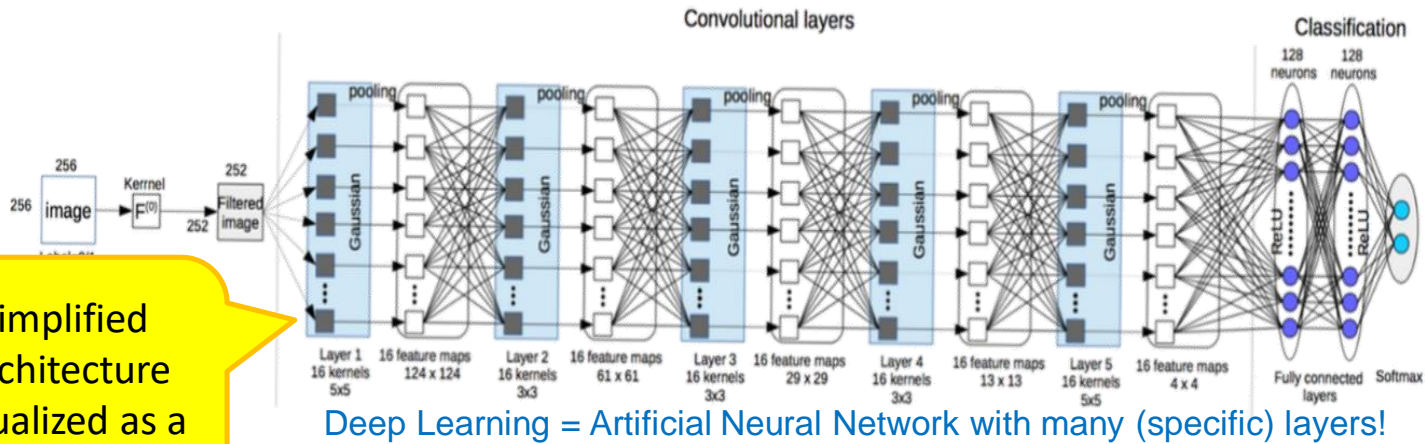 Convolutional layers
Classification
128 neurons
128 neurons
256
256
image
Kerrnel
F(0)
252
252
Filtered image
pooling
Gaussian
pooling
Gaussian
pooling
Gaussian
pooling
Gaussian
pooling
Gaussian
ReLU
ReLU
Layer 1
16 kernels
5x5
16 feature maps
124 x 124
Layer 2
16 kernels
3x3
16 feature maps
61 x 61
Layer 3
16 kernels
3x3
16 feature maps
29 x 29
Layer 4
16 kernels
3x3
16 feature maps
13 x 13
Layer 5
16 kernels
5x5
16 feature maps
4 x 4
Fully connected
layers
Softmax
implified
chitecture
ualized as a
Deep Learning = Artificial Neural Network with many (specific) layers!